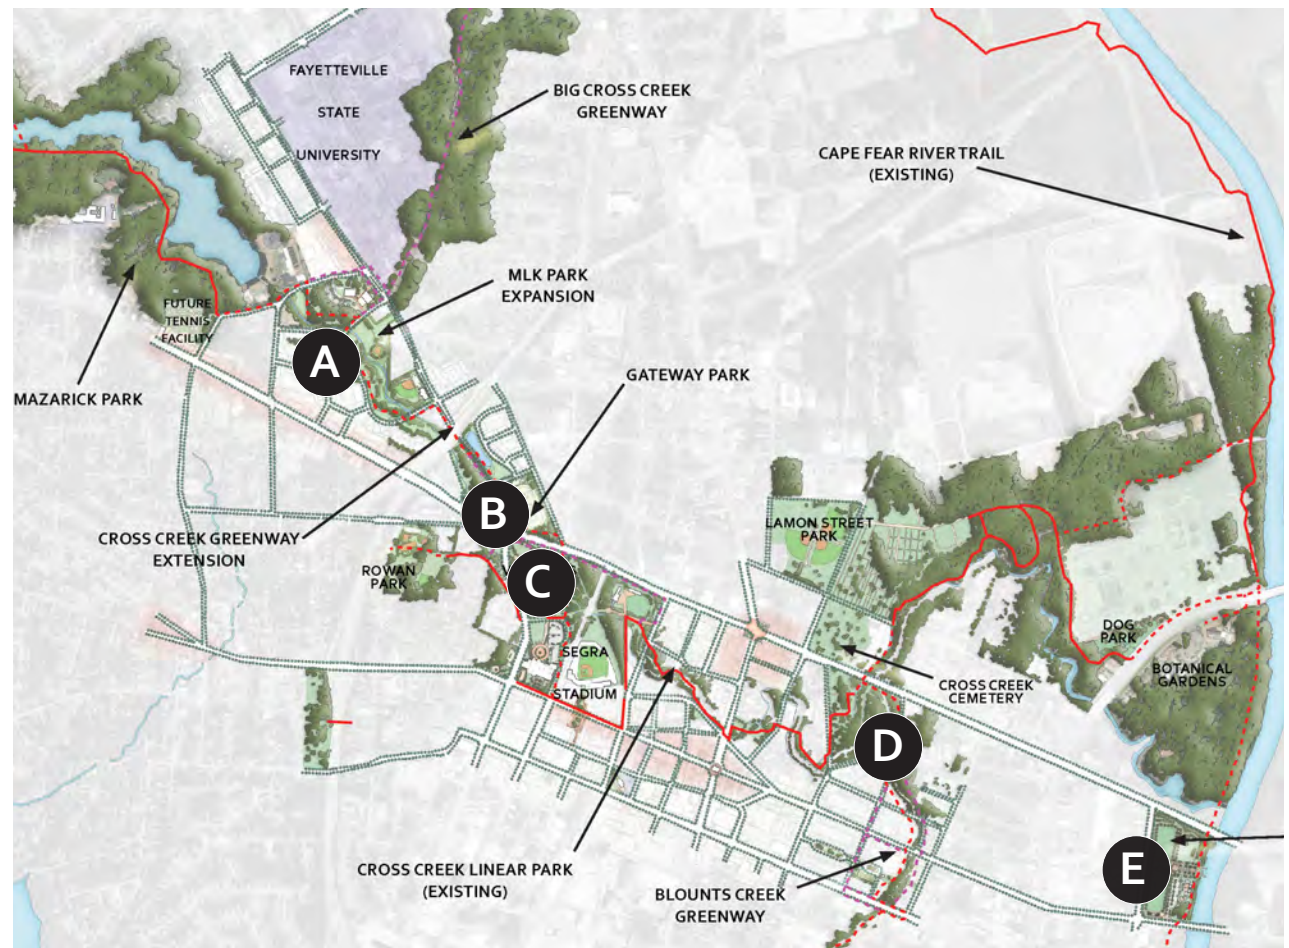 FAYETTEVILLE
STATE
UNIVERSITY
BIG CROSS CREEK
GREENWAY
CAPE FEAR RIVER TRAIL
(EXISTING)
MLK PARK
EXPANSION
FUTURE
TENNIS
FACILITY
A
GATEWAY PARK
MAZARICK PARK
B
LAMON STREET
PARK
CROSS CREEK GREENWAY
EXTENSION
ROWAN
PARK
C
DOG
PARK
SEGRA
STADIUM
BOTANICAL
GARDENS
CROSS CREEK
CEMETERY
D
CROSS CREEK LINEAR PARK
(EXISTING)
BLOUNTS CREEK
GREENWAY
E